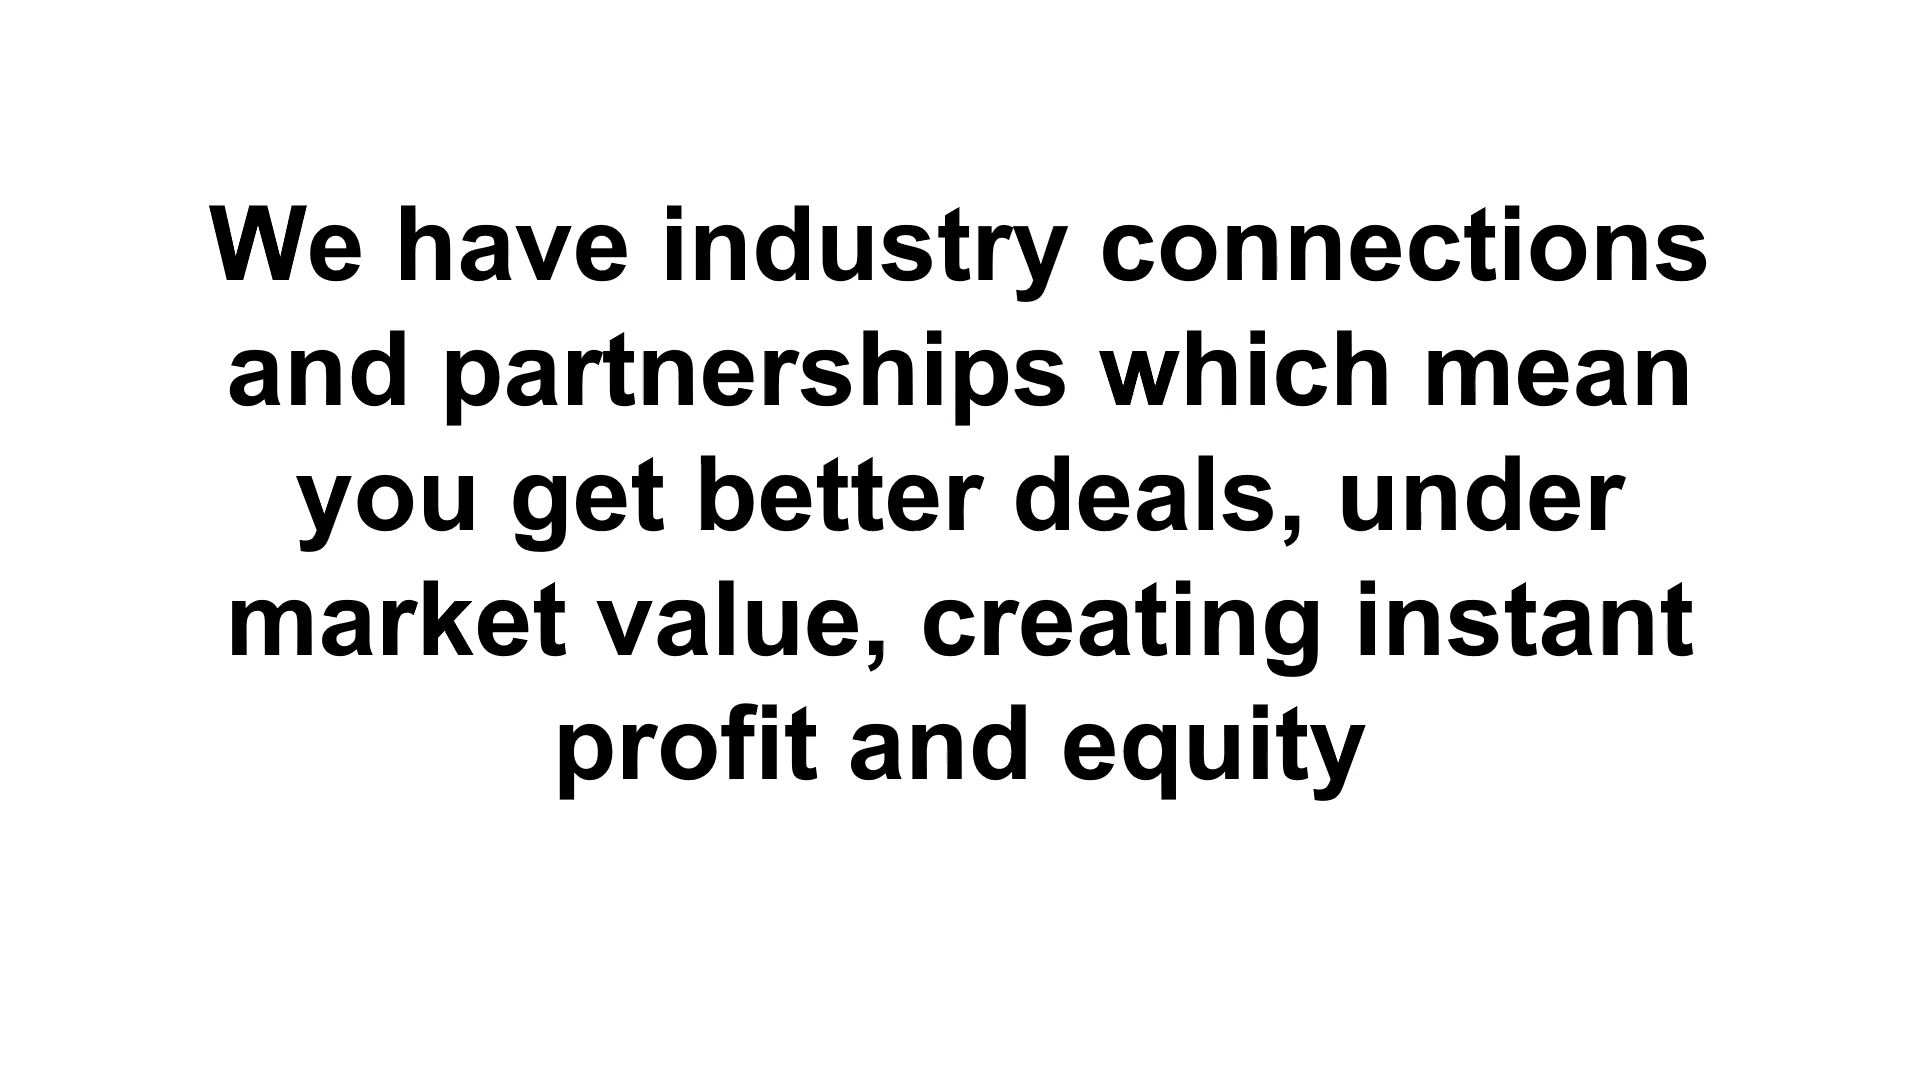 We have industry connections
and partnerships which mean
you get better deals, under
market value, creating instant
profit and equity